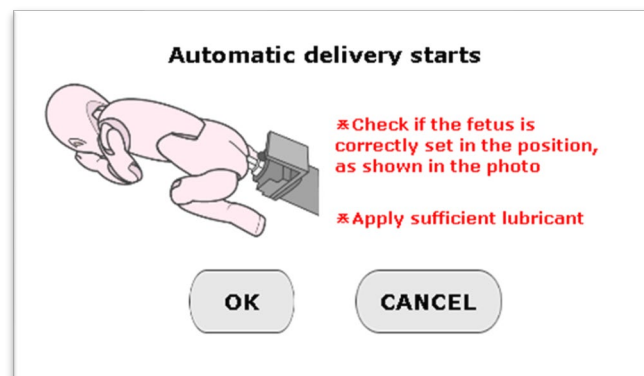 Automatic delivery starts
※Check if the fetus is
correctly set in the position,
as shown in the photo
※Apply sufficient lubricant
OK
CANCEL